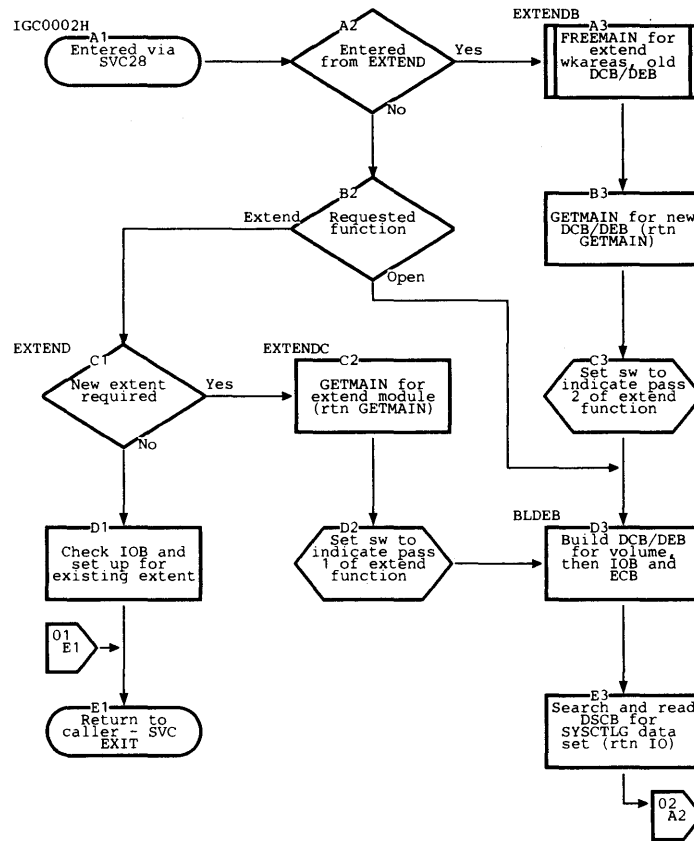 IGC0002H
A1
Entered via
SVC28
A2
Entered
from EXTEND
Yes
No
EXTENDB
A3
FREEMAIN for
extend
wkareas, old
DCB/DEB
B2
Requested
function
Extend
Open
B3
GETMAIN for new
DCB/DEB (rtn
GETMAIN)
EXTEND
C1
New extent
required
Yes
No
EXTENDC
C2
GETMAIN for
extend module
(rtn GETMAIN)
C3
Set sw to
indicate pass
2 of extend
function
D1
Check IOB and
set up for
existing extent
D2
Set sw to
indicate pass
1 of extend
function
BLDEB
D3
Build DCB/DEB
for volume,
then IOB and
ECB
01
E1
E1
Return to
caller - SVC
EXIT
E3
Search and read
DSCB for
SYSCTLG data
set (rtn IO)
02
A2